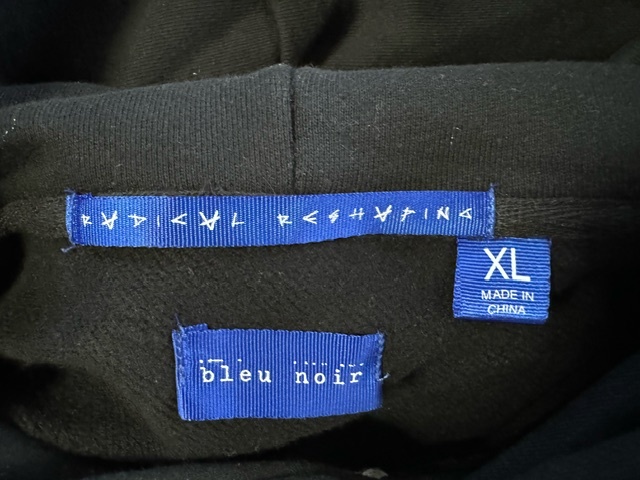 RADICAL RESHAPING
XL
MADE IN
CHINA
bleu noir